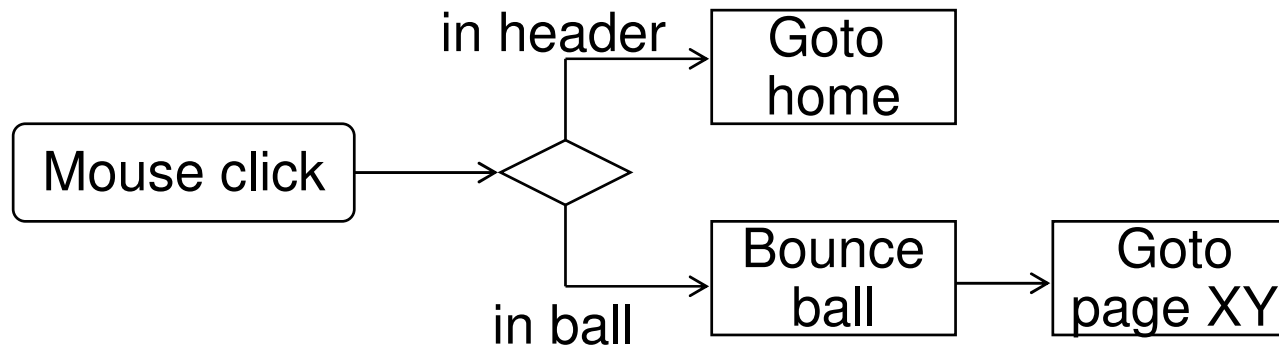 in header
Goto
home
Mouse click
in ball
Bounce
ball
Goto
page XY